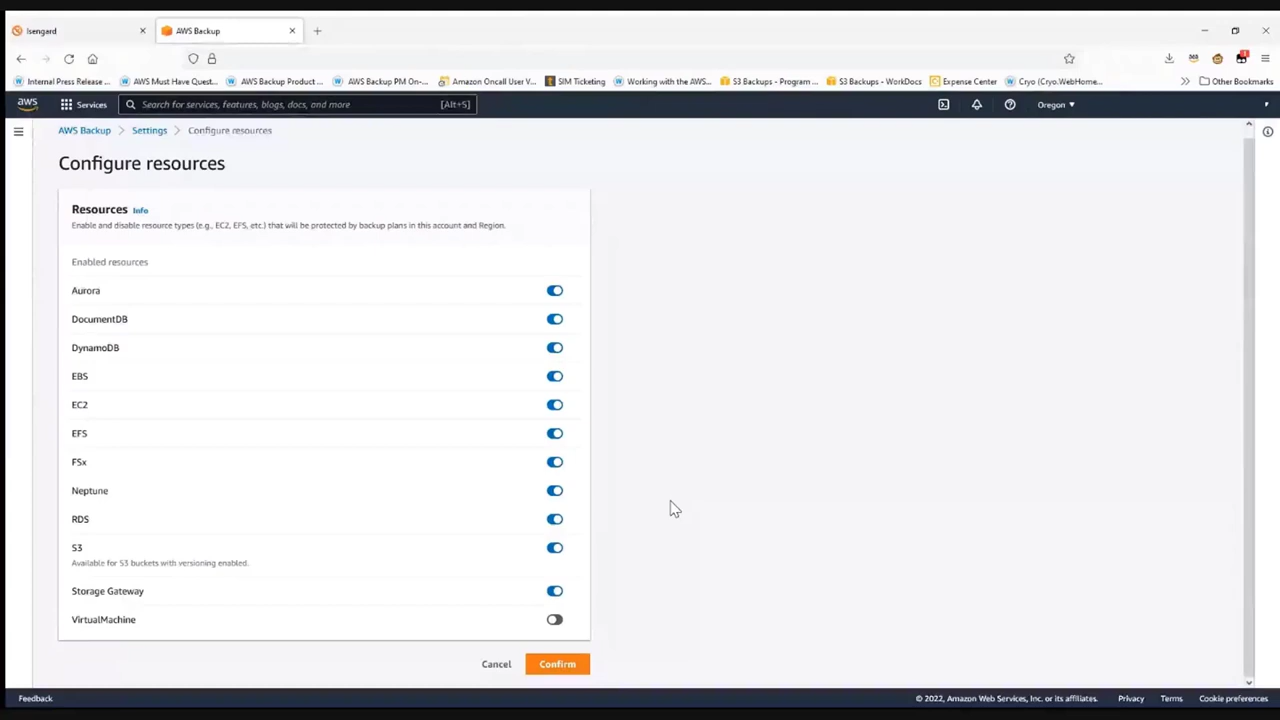 Isengard
AWS Backup
Internal Press Release ...
AWS Must Have Quest...
AWS Backup Product ...
AWS Backup PM On-...
Amazon Oncall User V...
SIM Ticketing
Working with the AWS...
S3 Backups - Program ...
S3 Backups - WorkDocs
Expense Center
Cryo (Cryo.WebHome...
Other Bookmarks
aws
Services
Search for services, features, blogs, docs, and more [Alt+S]
Oregon
AWS Backup > Settings > Configure resources
Configure resources
Resources Info
Enable and disable resource types (e.g., EC2, EFS, etc.) that will be protected by backup plans in this account and Region.
Enabled resources
Aurora
DocumentDB
DynamoDB
EBS
EC2
EFS
FSx
Neptune
RDS
S3
Available for S3 buckets with versioning enabled.
Storage Gateway
VirtualMachine
Cancel
Confirm
Feedback
© 2022, Amazon Web Services, Inc. or its affiliates.
Privacy
Terms
Cookie preferences